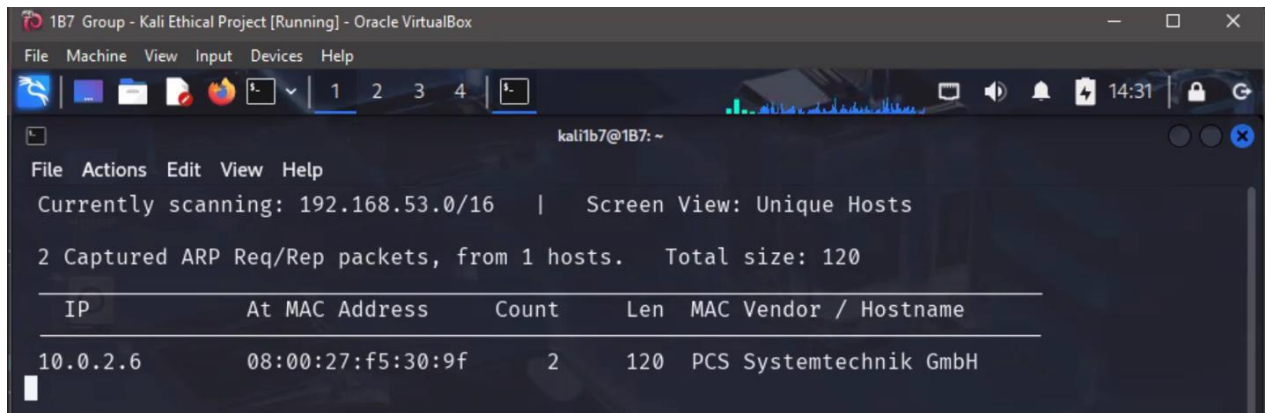 1B7 Group - Kali Ethical Project [Running] - Oracle VirtualBox
File Machine View Input Devices Help
1 2 3 4 14:31
kali1b7@1B7: ~
File Actions Edit View Help
Currently scanning: 192.168.53.0/16 | Screen View: Unique Hosts
2 Captured ARP Req/Rep packets, from 1 hosts. Total size: 120
IP At MAC Address Count Len MAC Vendor / Hostname
10.0.2.6 08:00:27:f5:30:9f 2 120 PCS Systemtechnik GmbH